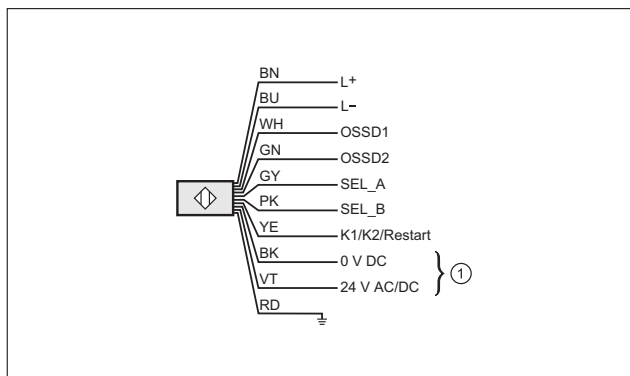 BN L+
BU L–
WH OSSD1
GN OSSD2
GY SEL_A
PK SEL_B
YE K1/K2/Restart
BK 0 V DC
VT 24 V AC/DC
1
RD